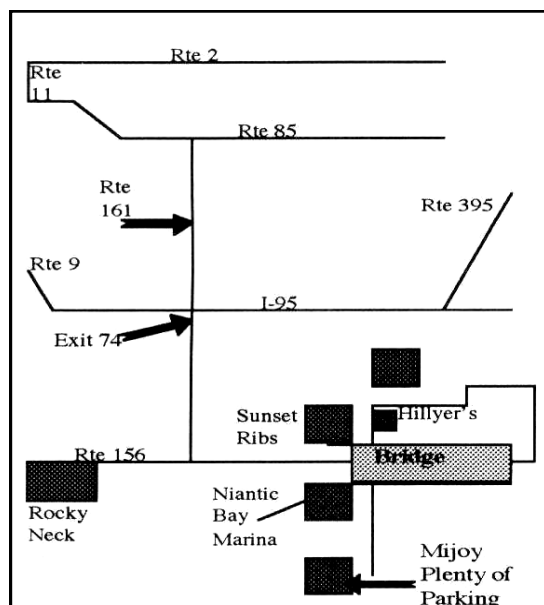 Rte 2
Rte
11
Rte 85
Rte
161
Rte 395
Rte 9
I-95
Exit 74
Sunset
Ribs
Hillyer's
Rte 156
Bridge
Rocky
Neck
Niantic
Bay
Marina
Mijoy
Plenty of
Parking